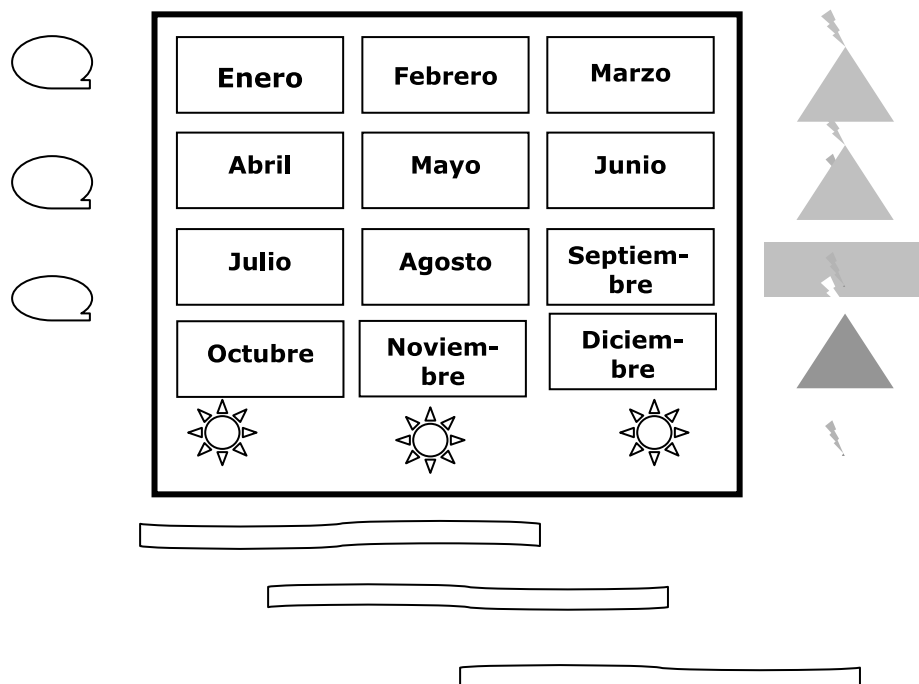 Enero
Febrero
Marzo
Abril
Mayo
Junio
Julio
Agosto
Septiem-
bre
Octubre
Noviem-
bre
Diciem-
bre